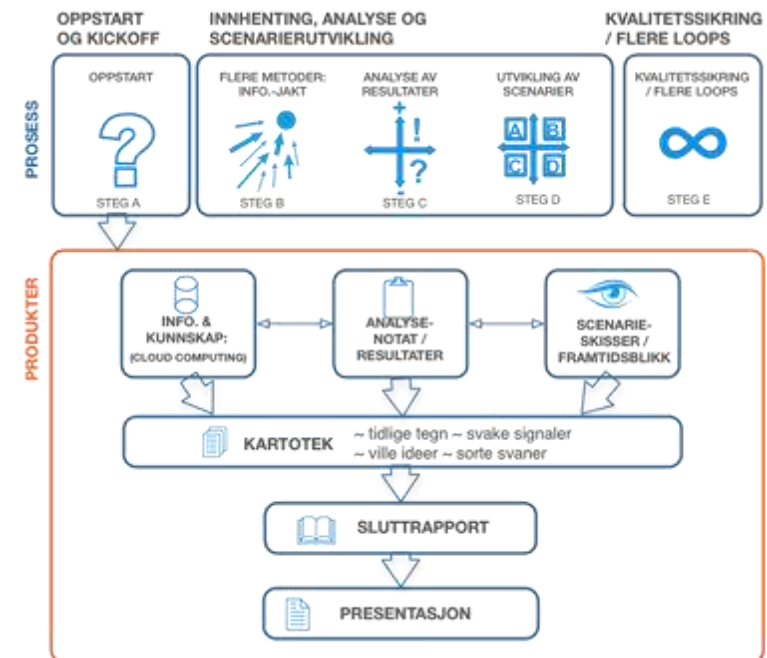 OPPSTART
OG KICKOFF
INNHENTING, ANALYSE OG
SCENARIERUTVIKLING
KVALITETSSIKRING
/ FLERE LOOPS
PROSESS
OPPSTART
STEG A
FLERE METODER:
INFO.-JAKT
STEG B
ANALYSE AV
RESULTATER
+
!
?
-
STEG C
UTVIKLING AV
SCENARIER
A B
C D
STEG D
KVALITETSSIKRING
/ FLERE LOOPS
STEG E
PRODUKTER
INFO. &
KUNNSKAP:
(CLOUD COMPUTING)
ANALYSE-
NOTAT /
RESULTATER
SCENARIE-
SKISSER /
FRAMTIDSBLIKK
KARTOTEK
~ tidlige tegn ~ svake signaler
~ ville ideer ~ sorte svaner
SLUTTRAPPORT
PRESENTASJON